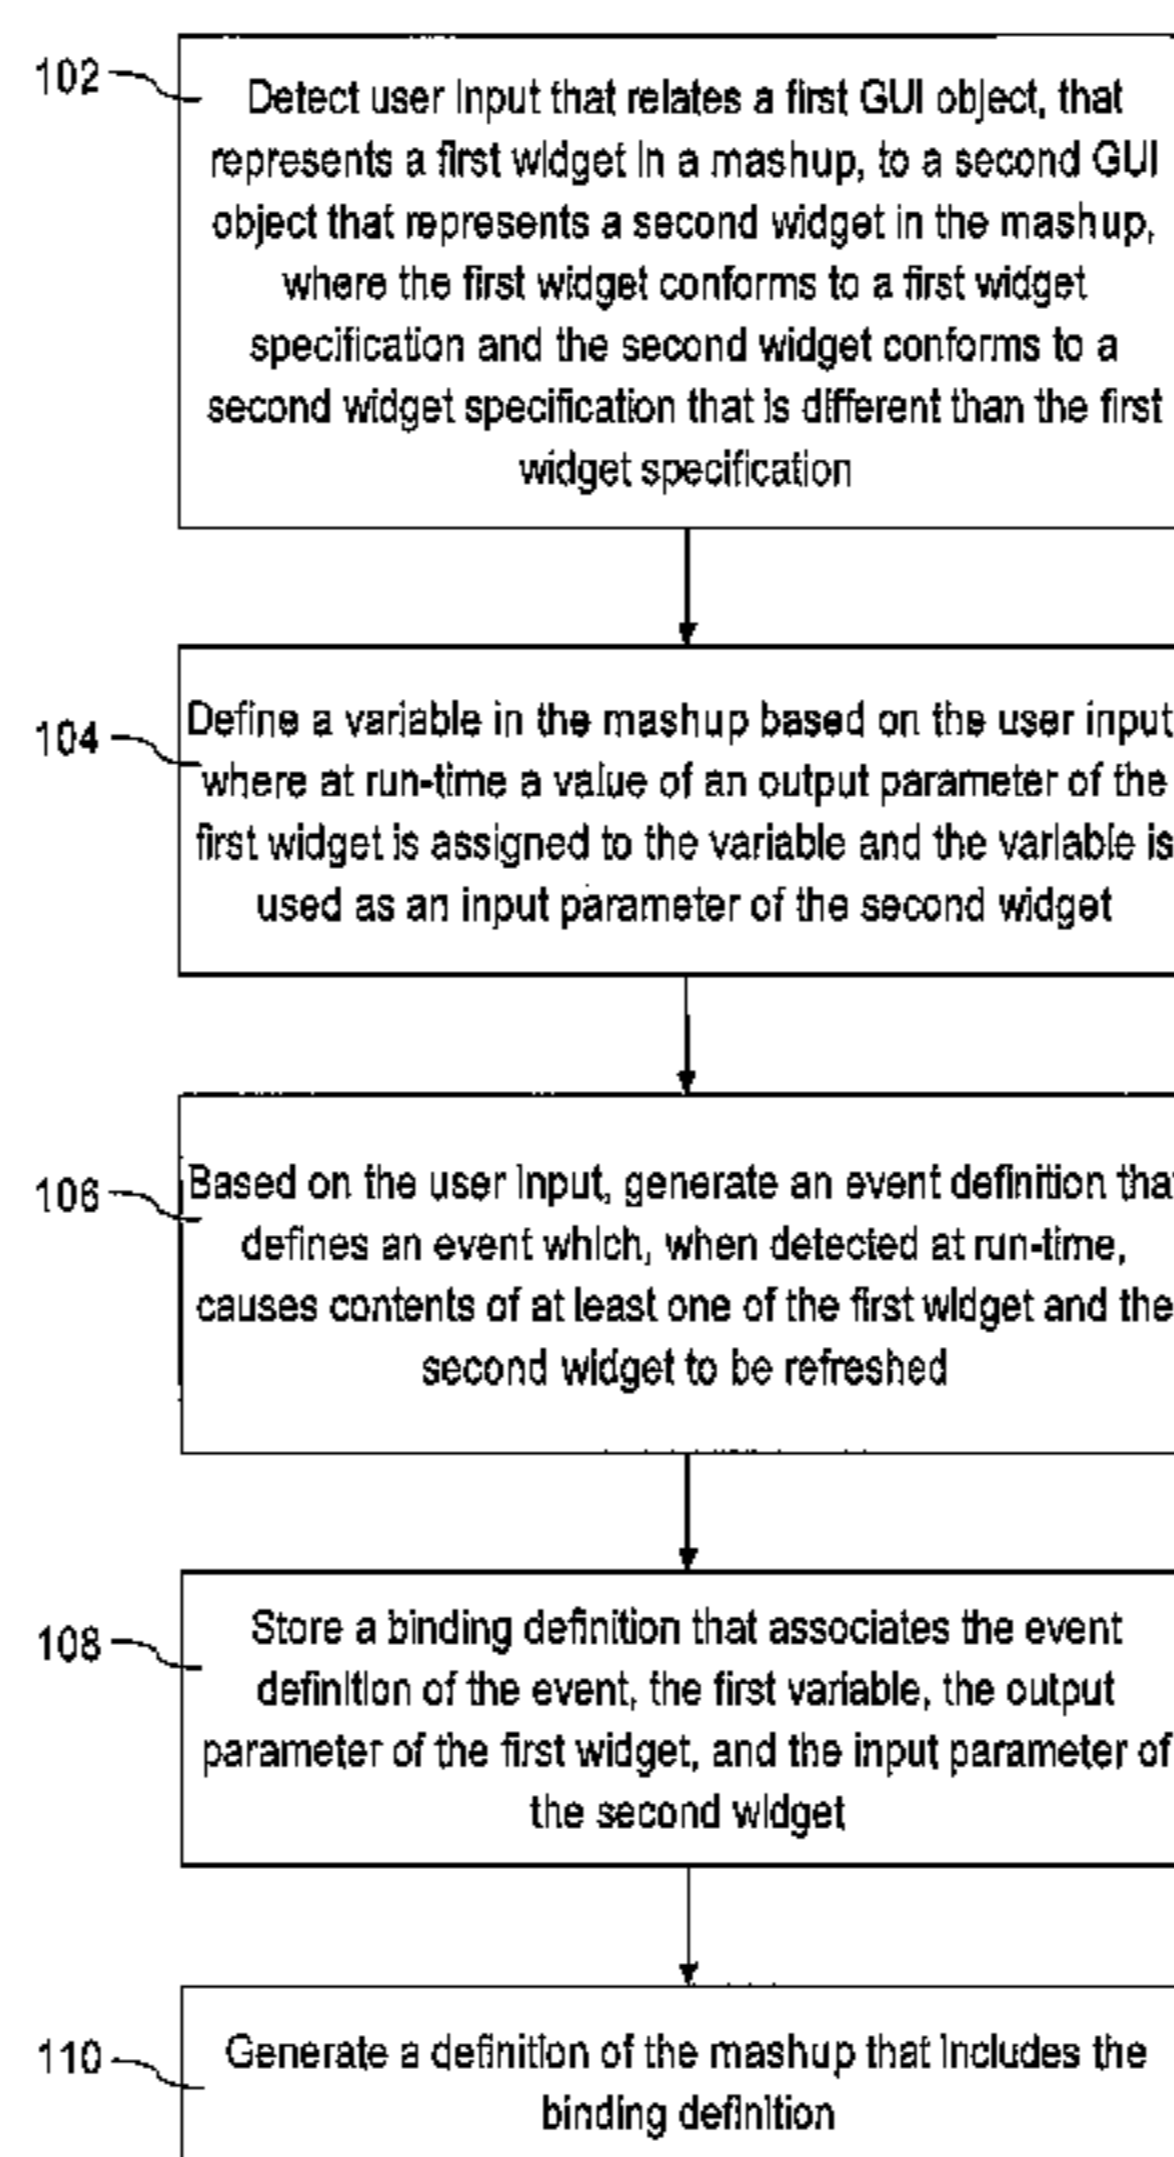 102
Detect user input that relates a first GUI object, that
represents a first widget in a mashup, to a second GUI
object that represents a second widget in the mashup,
where the first widget conforms to a first widget
specification and the second widget conforms to a
second widget specification that is different than the first
widget specification
104
Define a variable in the mashup based on the user input
where at run-time a value of an output parameter of the
first widget is assigned to the variable and the variable is
used as an input parameter of the second widget
106
Based on the user input, generate an event definition that
defines an event which, when detected at run-time,
causes contents of at least one of the first widget and the
second widget to be refreshed
108
Store a binding definition that associates the event
definition of the event, the first variable, the output
parameter of the first widget, and the input parameter of
the second widget
110
Generate a definition of the mashup that includes the
binding definition